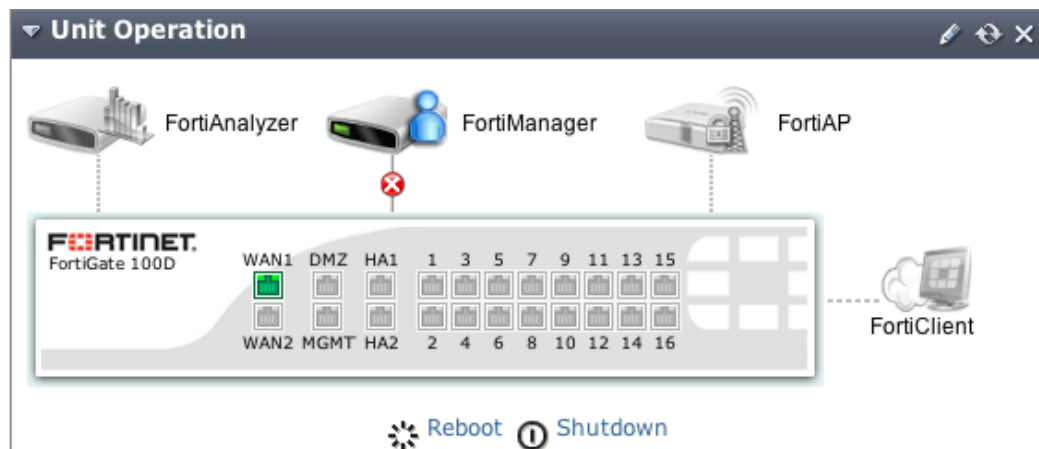 Unit Operation
FortiAnalyzer
FortiManager
FortiAP
FORTINET.
FortiGate 100D
WAN1 DMZ HA1 1 3 5 7 9 11 13 15
WAN2 MGMT HA2 2 4 6 8 10 12 14 16
FortiClient
Reboot Shutdown